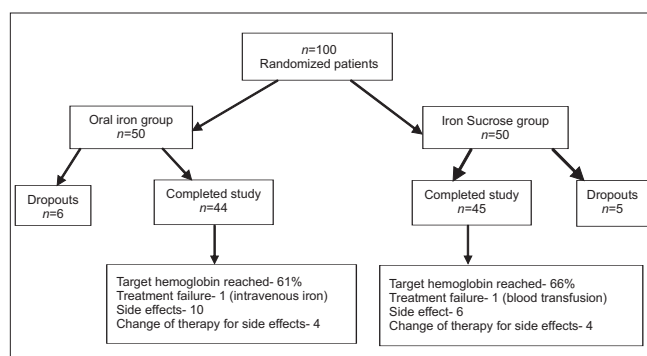 n=100
Randomized patients
Oral iron group
n=50
Iron Sucrose group
n=50
Dropouts
n=6
Completed study
n=44
Completed study
n=45
Dropouts
n=5
Target hemoglobin reached- 61%
Treatment failure- 1 (intravenous iron)
Side effects- 10
Change of therapy for side effects- 4
Target hemoglobin reached- 66%
Treatment failure- 1 (blood transfusion)
Side effect- 6
Change of therapy for side effects- 4